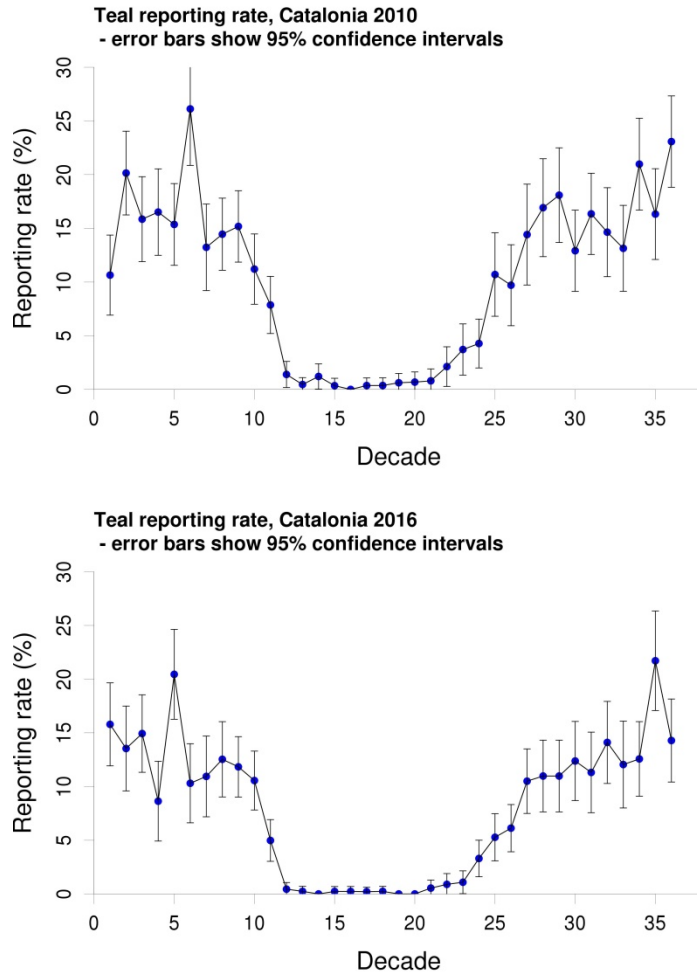 Teal reporting rate, Catalonia 2010
- error bars show 95% confidence intervals
30
25
20
15
10
5
0
Reporting rate (%)
0 5 10 15 20 25 30 35
Decade
Teal reporting rate, Catalonia 2016
- error bars show 95% confidence intervals
30
25
20
15
10
5
0
Reporting rate (%)
0 5 10 15 20 25 30 35
Decade